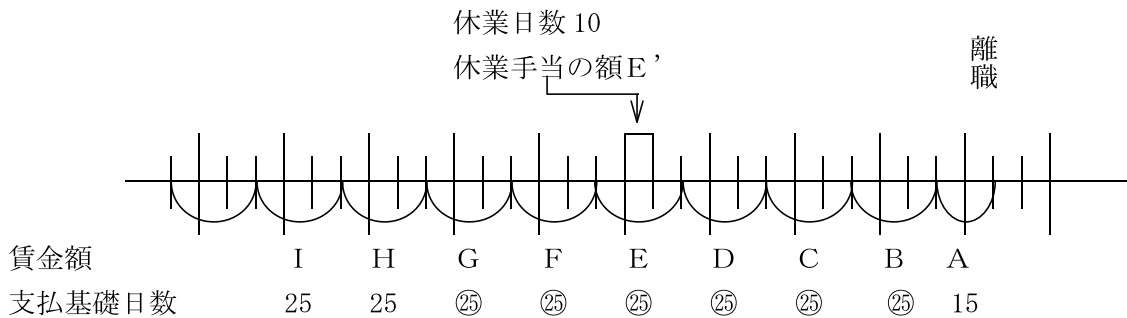 休業日数 10
休業手当の額E’
離職
賃金額 I H G F E D C B A
支払基礎日数 25 25 ㉕ ㉕ ㉕ ㉕ ㉕ ㉕ 15